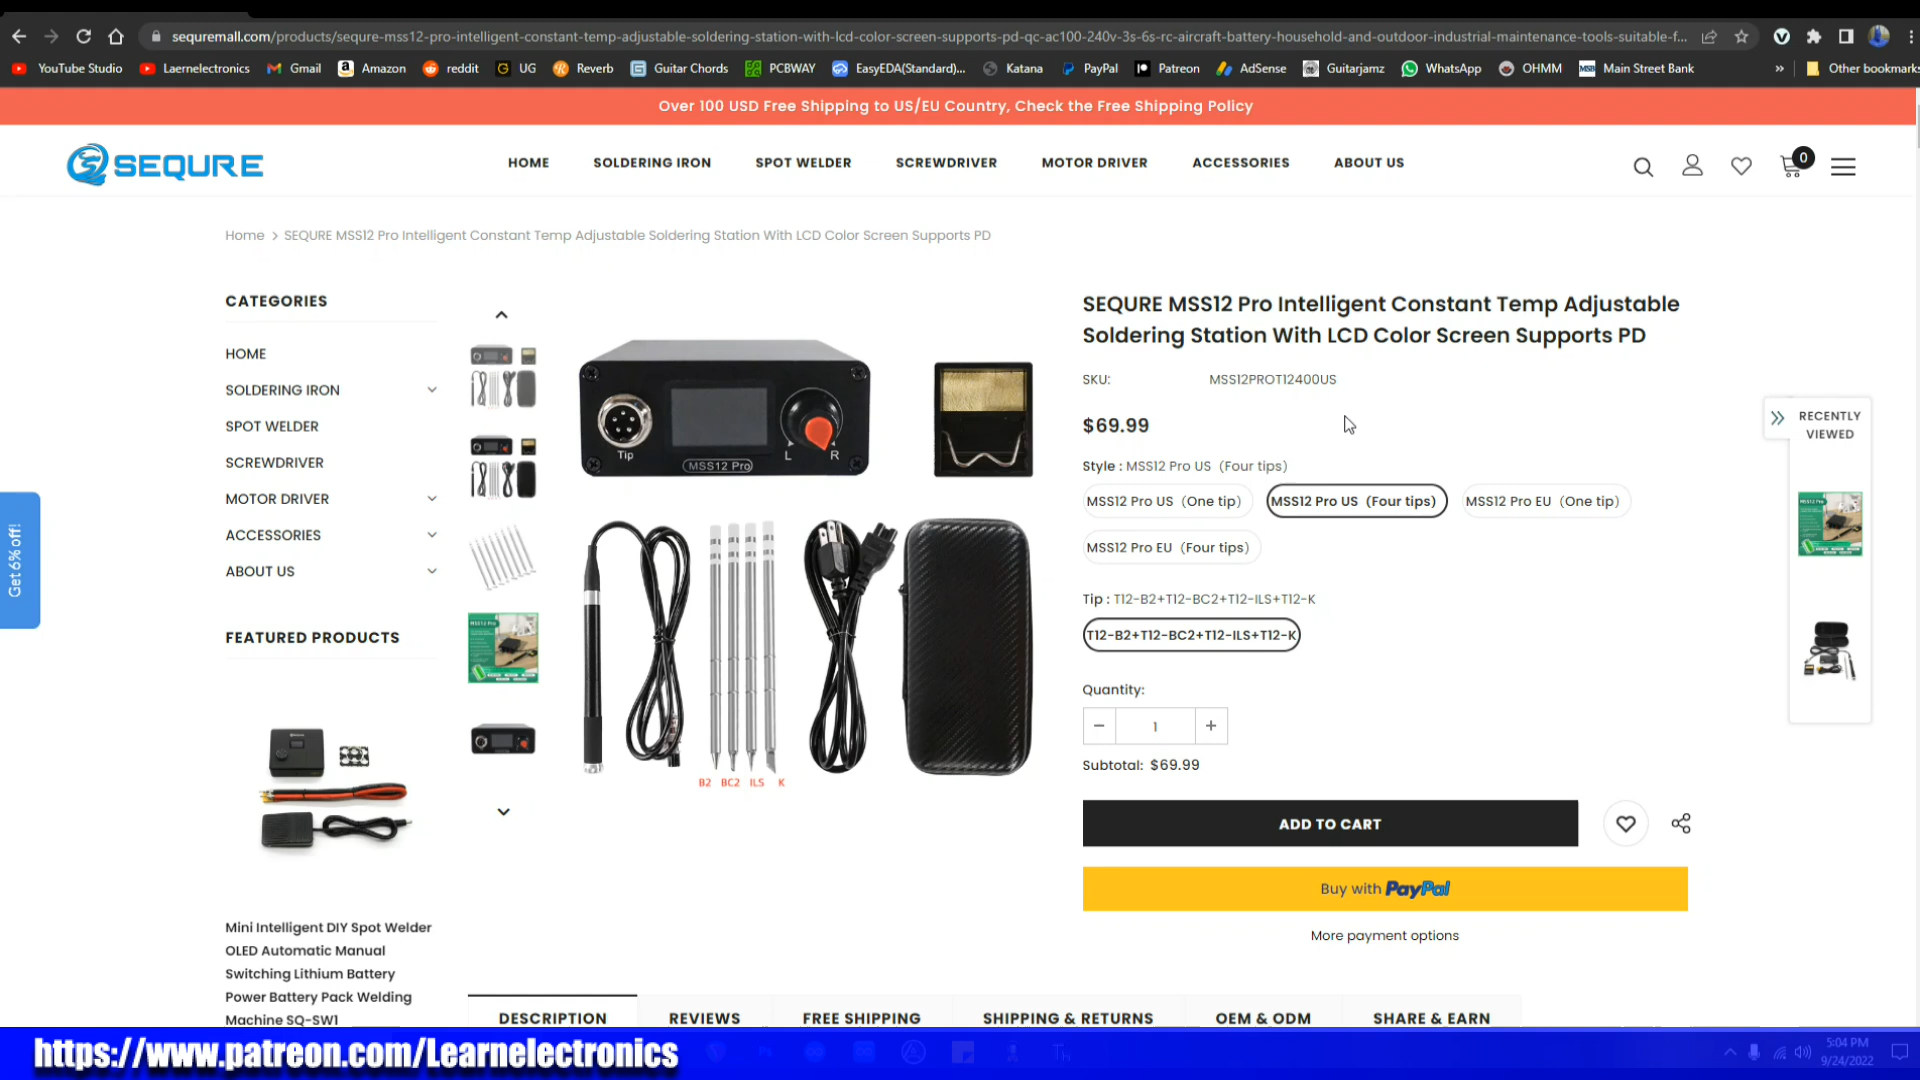 sequremall.com/products/sequre-mss12-pro-intelligent-constant-temp-adjustable-soldering-station-with-lcd-color-screen-supports-pd-qc-ac100-240v-3s-6s-rc-aircraft-battery-household-and-outdoor-industrial-maintenance-tools-suitable-f...
YouTube Studio Laernelectronics Gmail Amazon reddit UG Reverb Guitar Chords PCBWAY EasyEDA(Standard)... Katana PayPal Patreon AdSense Guitarjamz WhatsApp OHMM Main Street Bank » Other bookmarks
Over 100 USD Free Shipping to US/EU Country, Check the Free Shipping Policy
SEQURE
HOME SOLDERING IRON SPOT WELDER SCREWDRIVER MOTOR DRIVER ACCESSORIES ABOUT US
0
Home > SEQURE MSS12 Pro Intelligent Constant Temp Adjustable Soldering Station With LCD Color Screen Supports PD
CATEGORIES
HOME
SOLDERING IRON
SPOT WELDER
SCREWDRIVER
MOTOR DRIVER
ACCESSORIES
ABOUT US
Get 6% off!
FEATURED PRODUCTS
Mini Intelligent DIY Spot Welder
OLED Automatic Manual
Switching Lithium Battery
Power Battery Pack Welding
Machine SQ-SW1
Tip
MSS12 Pro
L R
B2 BC2 ILS K
MSS12 Pro
SEQURE MSS12 Pro Intelligent Constant Temp Adjustable
Soldering Station With LCD Color Screen Supports PD
SKU: MSS12PROT12400US
$69.99
Style : MSS12 Pro US（Four tips）
MSS12 Pro US（One tip） MSS12 Pro US（Four tips） MSS12 Pro EU（One tip）
MSS12 Pro EU（Four tips）
Tip : T12-B2+T12-BC2+T12-ILS+T12-K
T12-B2+T12-BC2+T12-ILS+T12-K
Quantity:
− 1 +
Subtotal: $69.99
ADD TO CART
Buy with PayPal
More payment options
RECENTLY
VIEWED
MSS12 Pro
DESCRIPTION REVIEWS FREE SHIPPING SHIPPING & RETURNS OEM & ODM SHARE & EARN
https://www.patreon.com/Learnelectronics
5:04 PM
9/24/2022